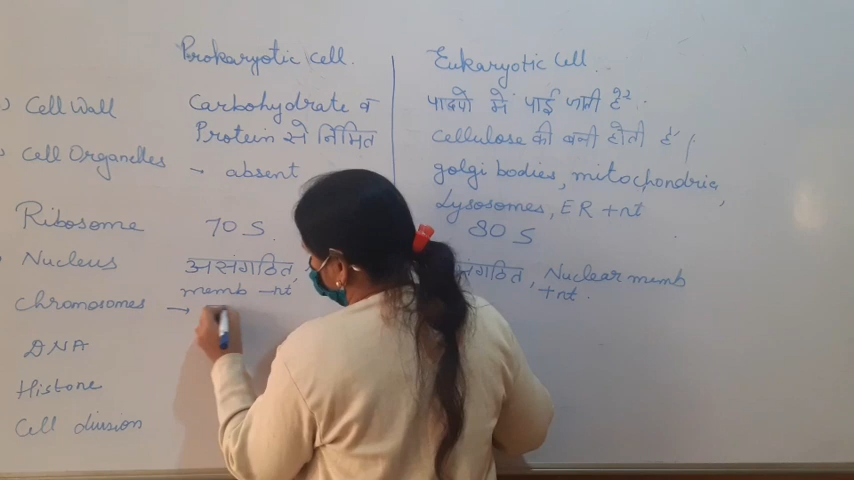 Prokaryotic cell. Eukaryotic Cell.
Cell Wall Carbohydrate व पादपो में पाई जाती है
Protein से निर्मित cellulose की बनी होती है
Cell Organelles - absent golgi bodies, mitochondria,
Lysosomes, ER +nt
Ribosome 70 S 80 S
Nucleus असंगठित, Nuclear memb
memb -nt +nt.
Chromosomes →
DNA
Histone
Cell division